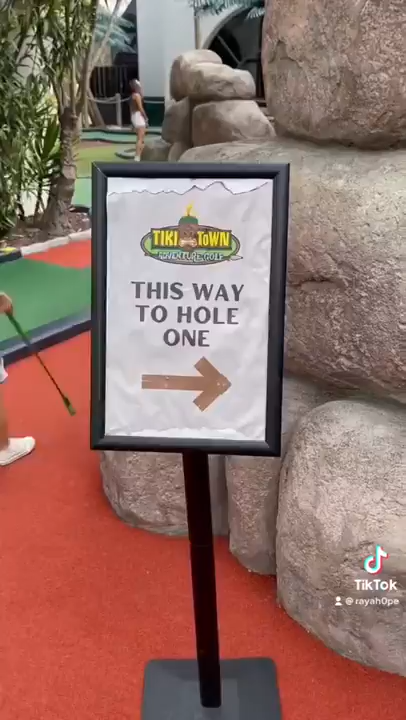 TIKI TOWN
ADVENTURE GOLF
THIS WAY
TO HOLE
ONE
TikTok
@rayah0pe